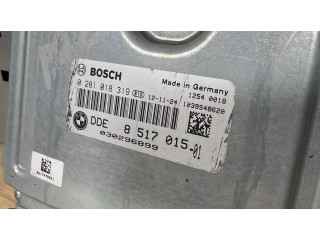 BOSCH
Made in Germany
0 281 018 319 12-11-24
1254 0018
1039S48620
DDE 8 517 015-01
030296899